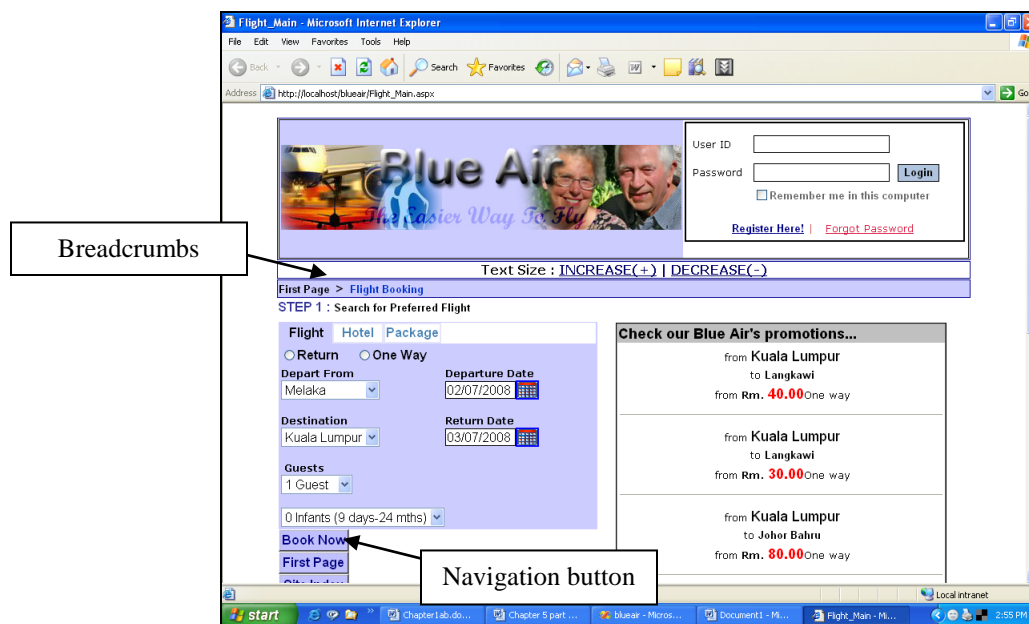 Flight_Main - Microsoft Internet Explorer
File Edit View Favorites Tools Help
Back Search Favorites
Address http://localhost/blueair/Flight_Main.aspx Go
Blue Air
The Easier Way To Fly
User ID
Password Login
Remember me in this computer
Register Here! | Forgot Password
Breadcrumbs
Text Size : INCREASE(+) | DECREASE(-)
First Page > Flight Booking
STEP 1 : Search for Preferred Flight
Flight Hotel Package
Return One Way
Depart From Departure Date
Melaka 02/07/2008
Destination Return Date
Kuala Lumpur 03/07/2008
Guests
1 Guest
0 Infants (9 days-24 mths)
Book Now
First Page
Site Index
Check our Blue Air's promotions...
from Kuala Lumpur
to Langkawi
from Rm. 40.00One way
from Kuala Lumpur
to Langkawi
from Rm. 30.00One way
from Kuala Lumpur
to Johor Bahru
from Rm. 80.00One way
Navigation button
Local intranet
start » Chapter1ab.do... Chapter 5 part ... blueair - Micros... Document1 - Mi... Flight_Main - Mi... 2:55 PM